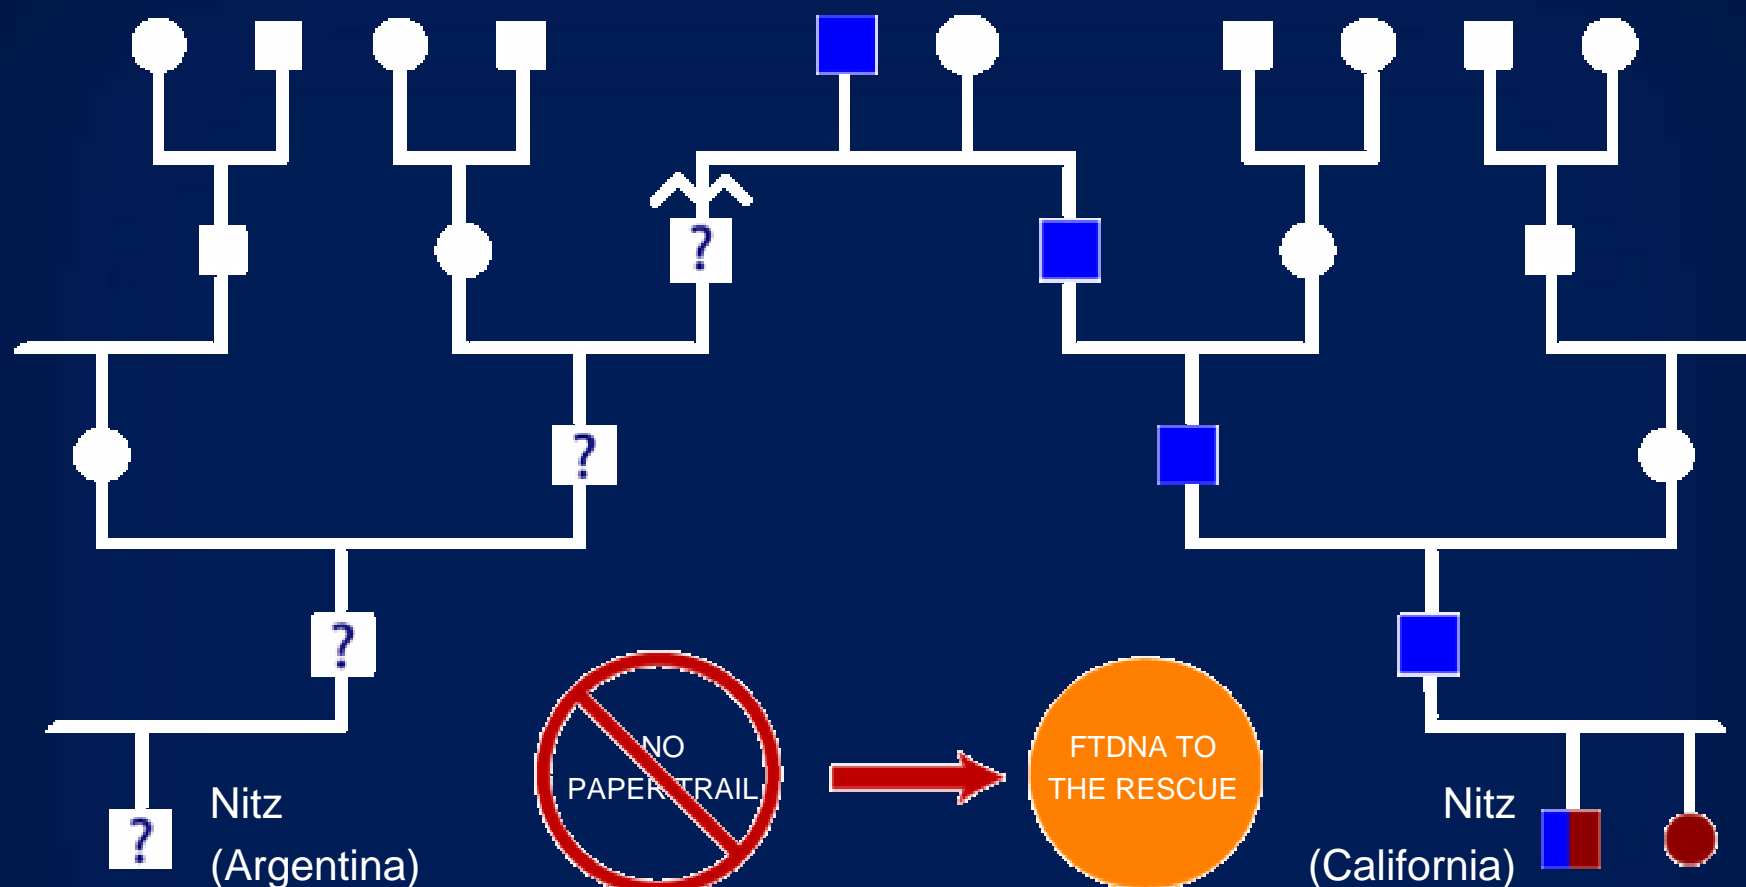 ?
?
?
NO
PAPER TRAIL
FTDNA TO
THE RESCUE
Nitz
(Argentina)
?
Nitz
(California)